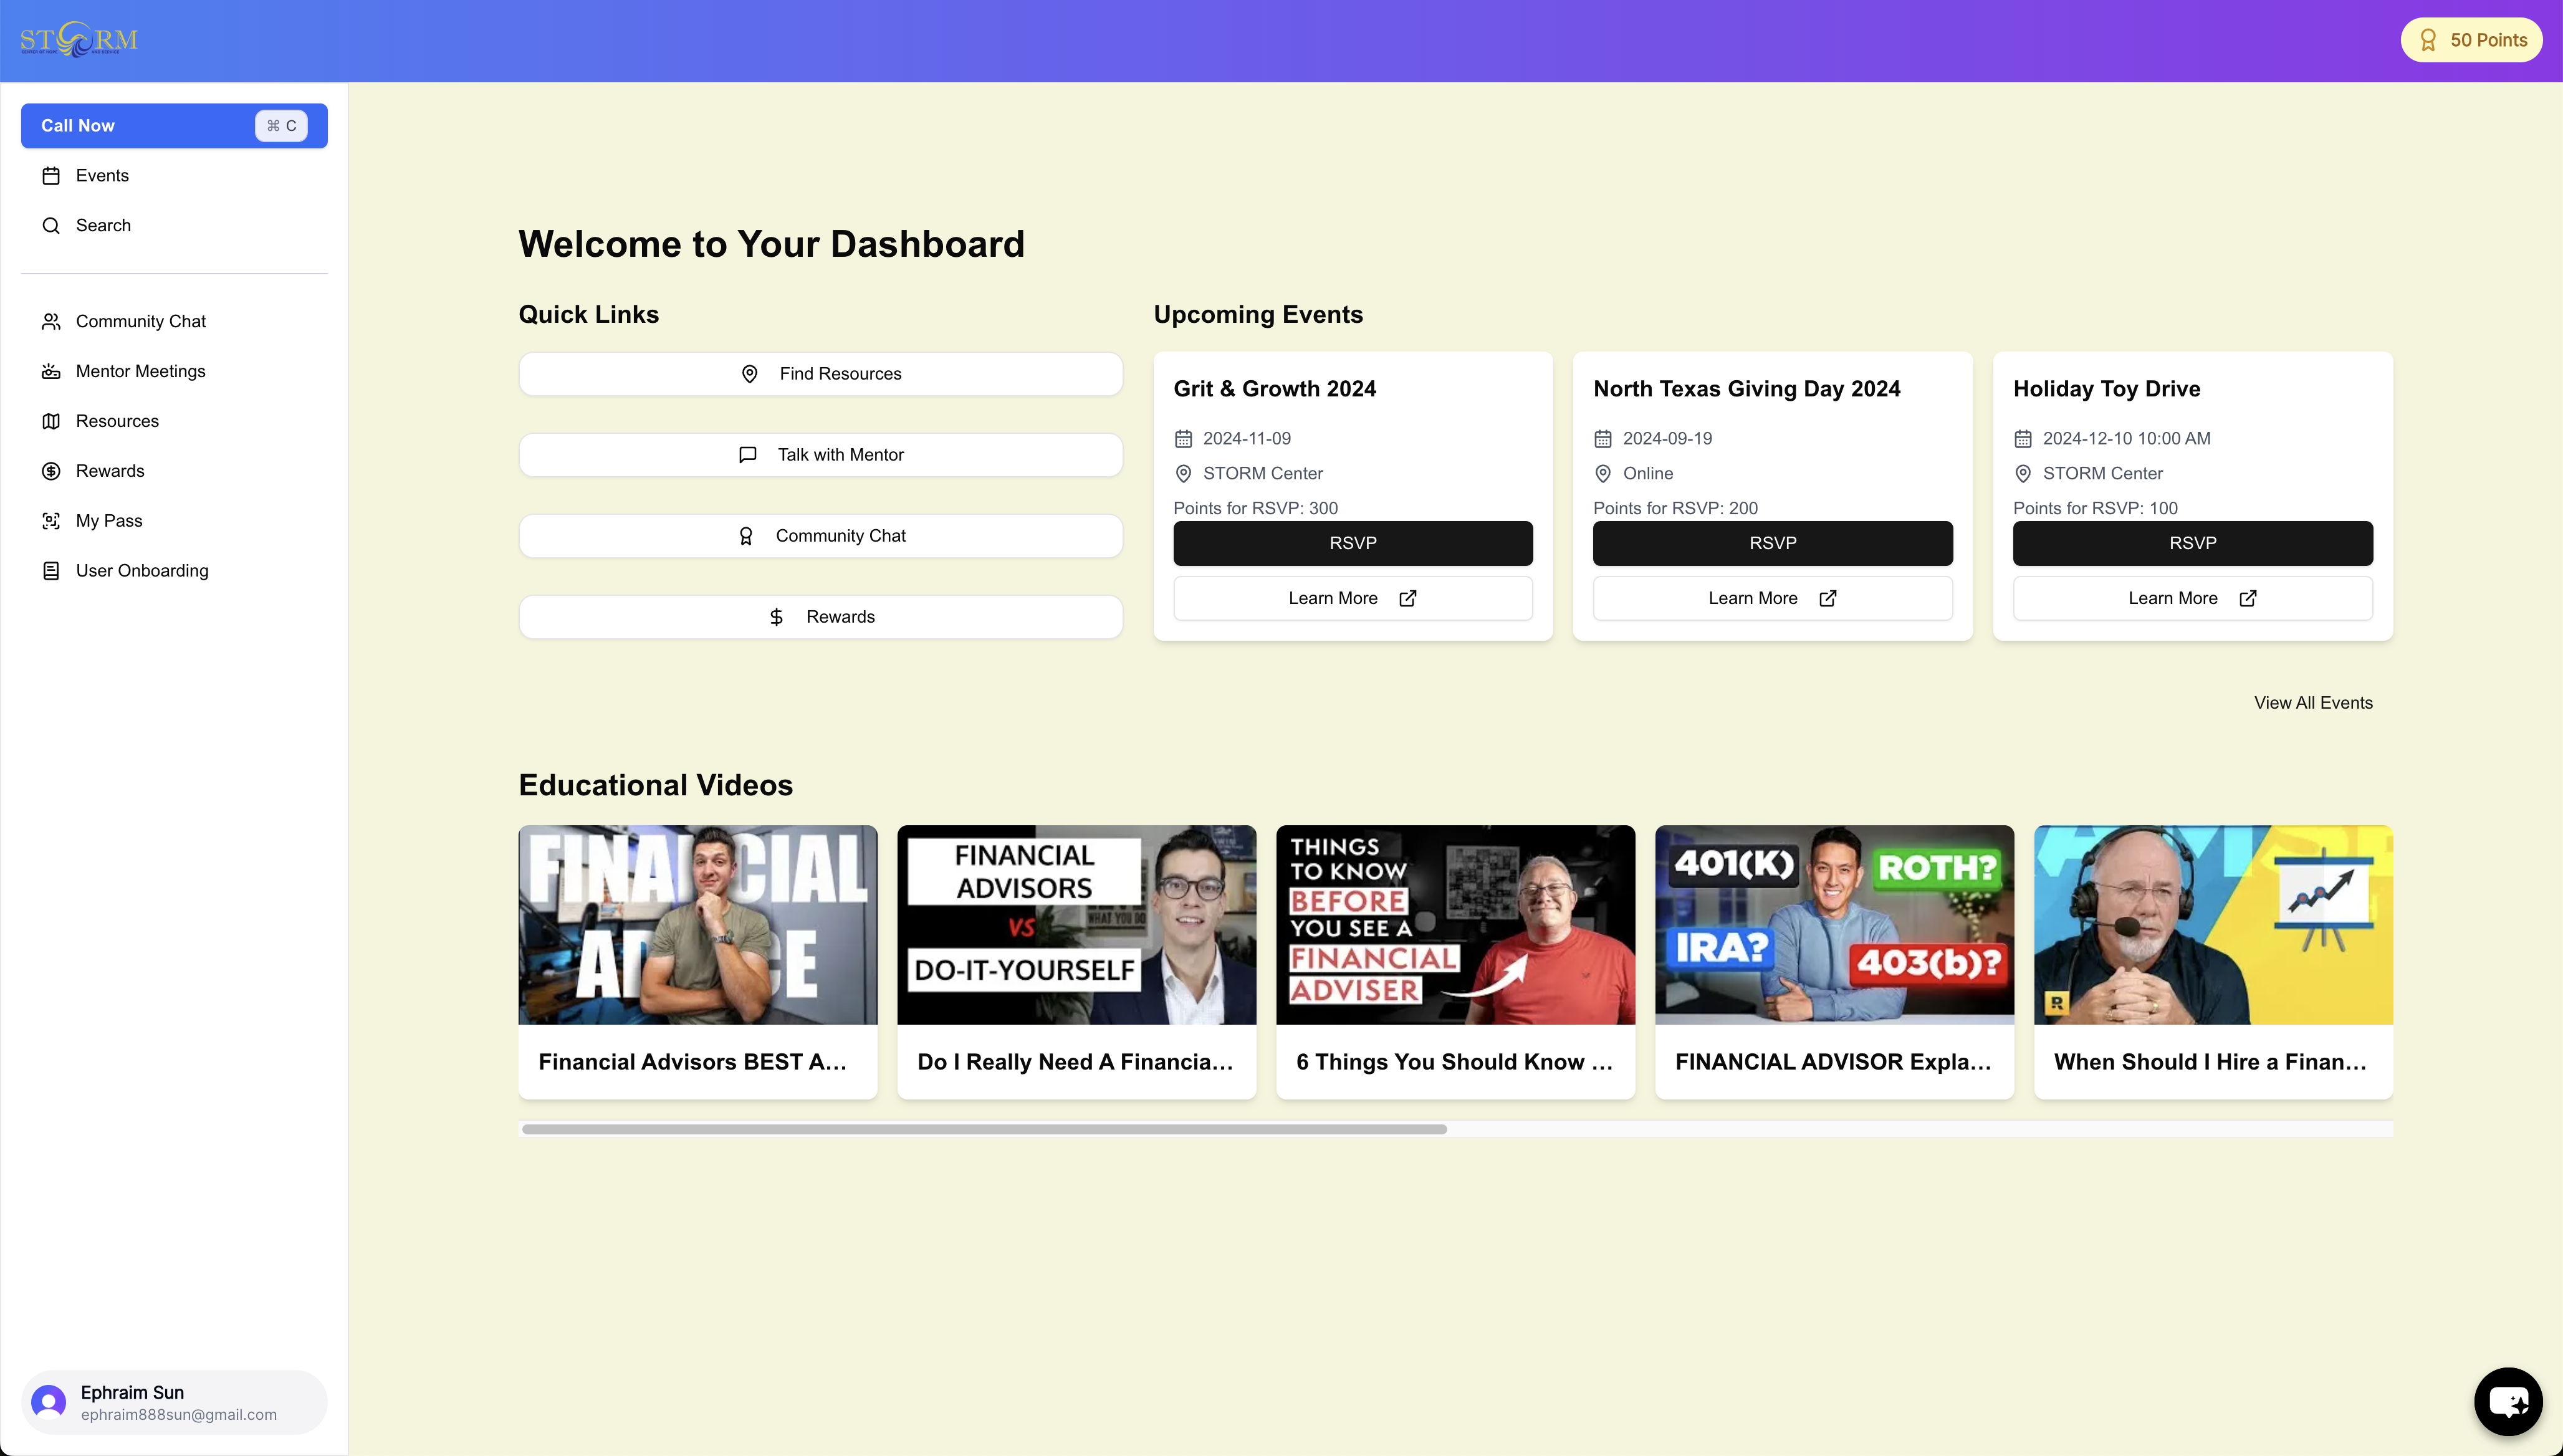 STORM
50 Points
Call Now
⌘ C
Events
Search
Community Chat
Mentor Meetings
Resources
Rewards
My Pass
User Onboarding
Ephraim Sun
ephraim888sun@gmail.com
Welcome to Your Dashboard
Quick Links
Find Resources
Talk with Mentor
Community Chat
Rewards
Upcoming Events
Grit & Growth 2024
2024-11-09
STORM Center
Points for RSVP: 300
RSVP
Learn More
North Texas Giving Day 2024
2024-09-19
Online
Points for RSVP: 200
RSVP
Learn More
Holiday Toy Drive
2024-12-10 10:00 AM
STORM Center
Points for RSVP: 100
RSVP
Learn More
View All Events
Educational Videos
FINANCIAL
Financial Advisors BEST A...
FINANCIAL
ADVISORS
VS
DO-IT-YOURSELF
WHAT YOU DO
Do I Really Need A Financia...
THINGS
TO KNOW
BEFORE
YOU SEE A
FINANCIAL
ADVISER
6 Things You Should Know ...
401(K)
ROTH?
IRA?
403(b)?
FINANCIAL ADVISOR Expla...
R
When Should I Hire a Finan...